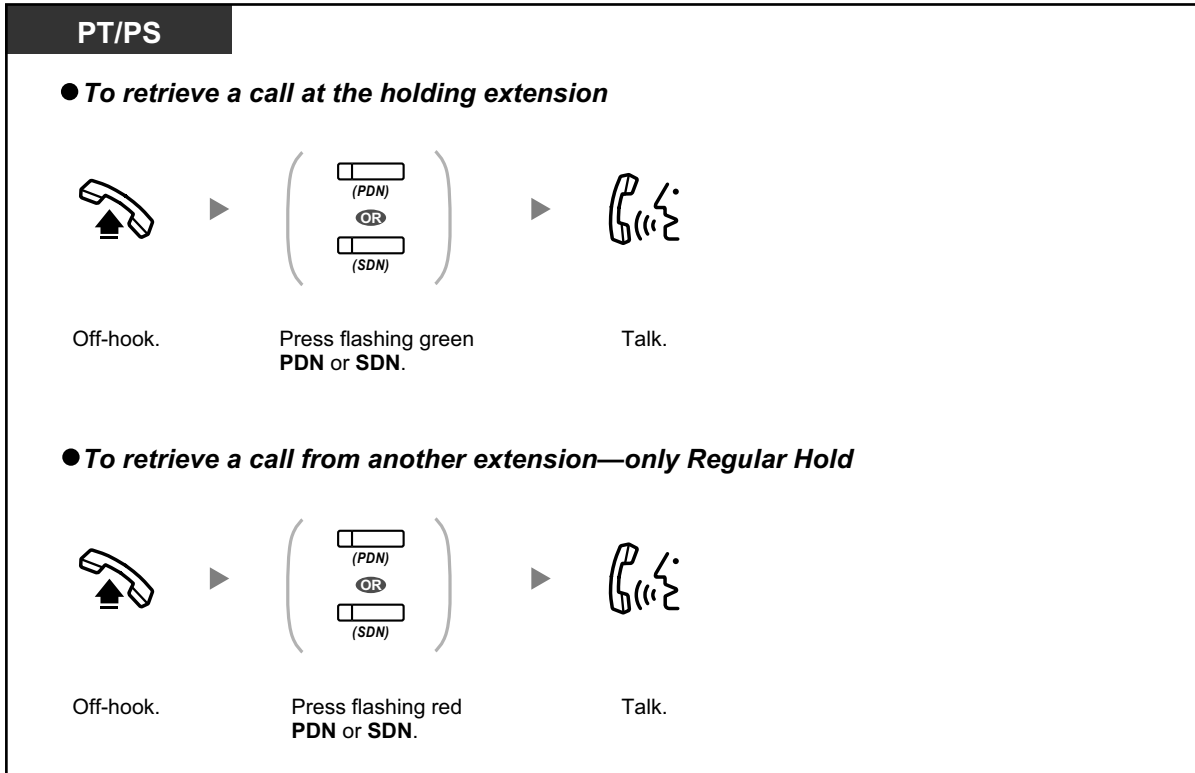 PT/PS
● To retrieve a call at the holding extension
(PDN)
OR
(SDN)
Off-hook.
Press flashing green
PDN or SDN.
Talk.
● To retrieve a call from another extension—only Regular Hold
(PDN)
OR
(SDN)
Off-hook.
Press flashing red
PDN or SDN.
Talk.